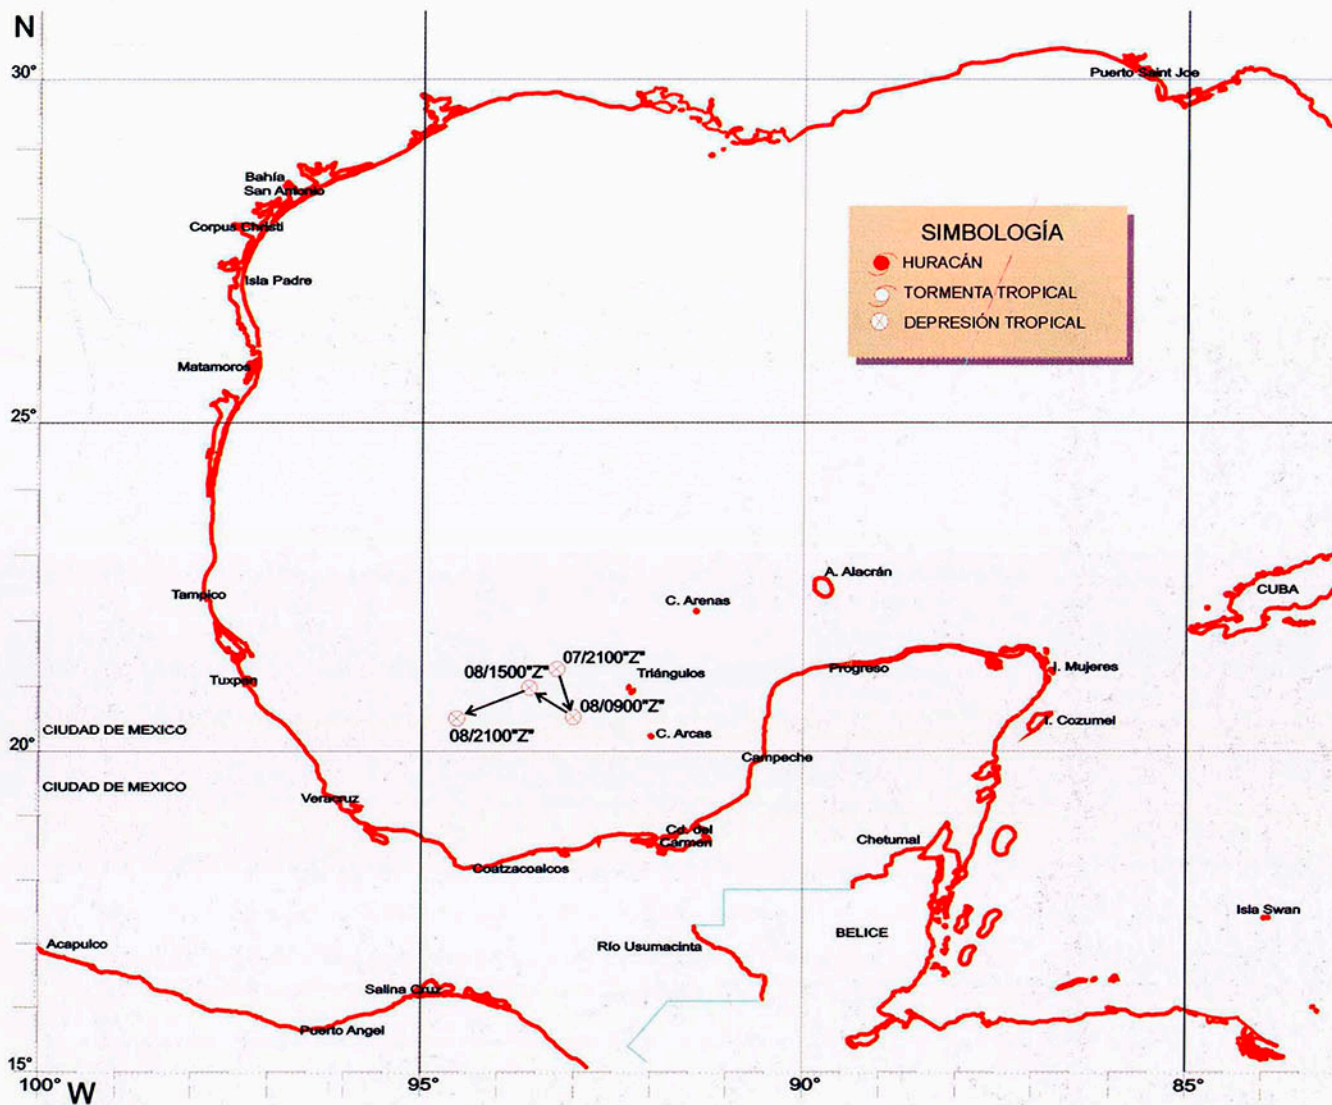 N
30°
Puerto Saint Joe
Bahía
San Antonio
SIMBOLOGÍA
Corpus Christi
HURACÁN
Isla Padre
TORMENTA TROPICAL
DEPRESIÓN TROPICAL
Matamoros
25°
A. Alacrán
Tampico
C. Arenas
CUBA
07/2100"Z"
08/1500"Z"
Triángulos
Progreso
I. Mujeres
Tuxpan
08/0900"Z"
I. Cozumel
CIUDAD DE MEXICO
08/2100"Z"
C. Arcas
20°
Campeche
CIUDAD DE MEXICO
Veracruz
Cd. del
Carmen
Chetumal
Coatzacoalcos
Isla Swan
BELICE
Acapulco
Río Usumacinta
Salina Cruz
Puerto Angel
15°
100°
95°
90°
85°
W